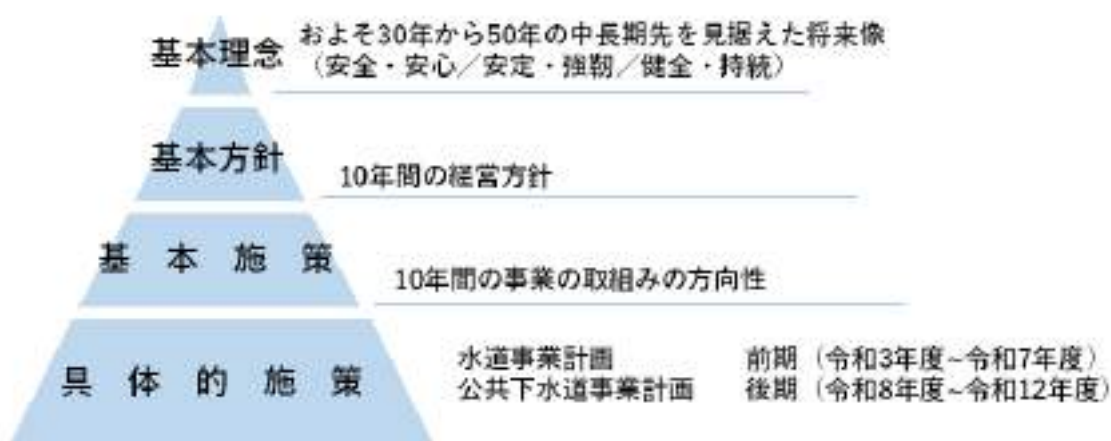 基本理念
およそ30年から50年の中長期先を見据えた将来像
（安全・安心／安定・強靭／健全・持続）
基本方針
10年間の経営方針
基本施策
10年間の事業の取組みの方向性
具体的施策
水道事業計画 前期（令和3年度~令和7年度）
公共下水道事業計画 後期（令和8年度~令和12年度）